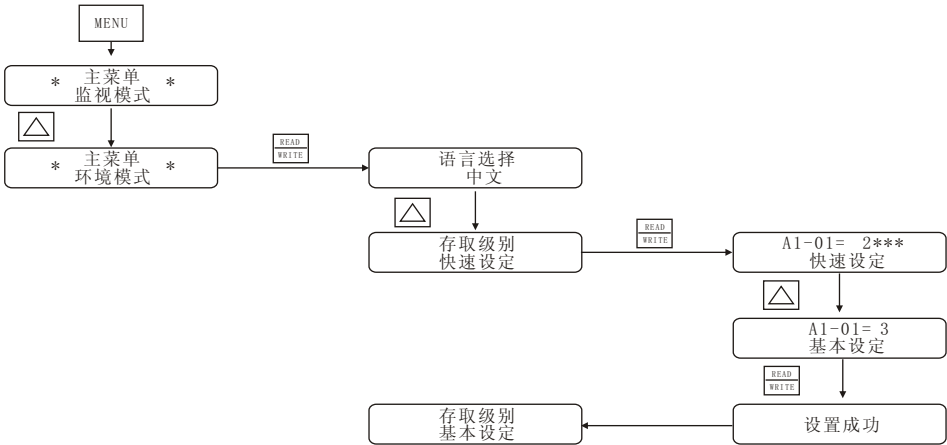 MENU
* 主菜单 *
监视模式
* 主菜单 *
环境模式
READ
WRITE
语言选择
中文
存取级别
快速设定
READ
WRITE
A1-01= 2***
快速设定
A1-01= 3
基本设定
READ
WRITE
设置成功
存取级别
基本设定